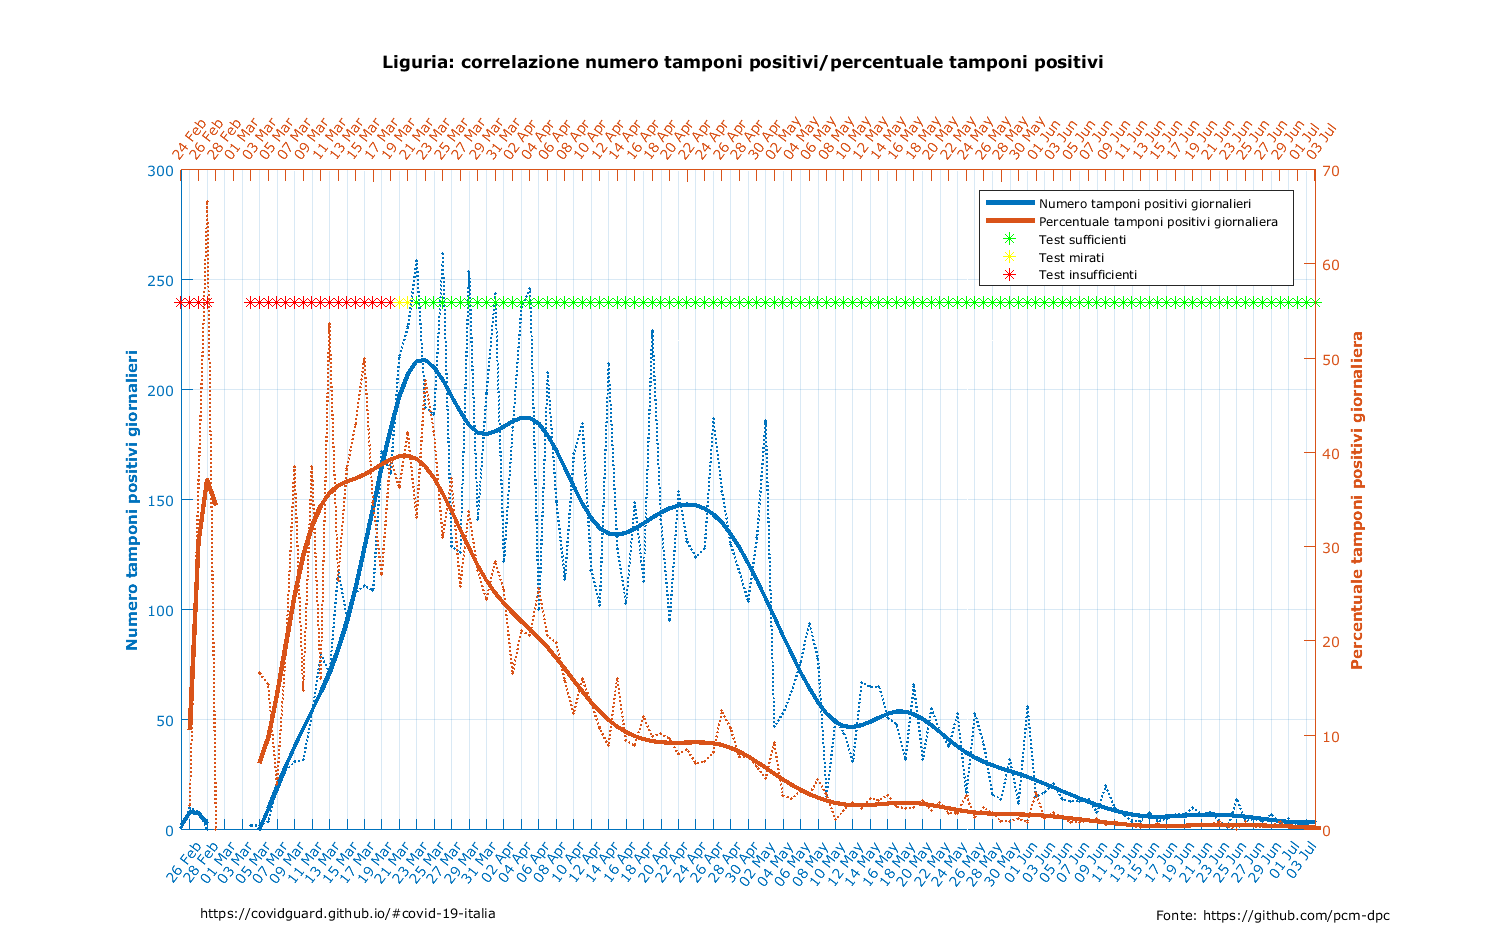 Liguria: correlazione numero tamponi positivi/percentuale tamponi positivi
24 Feb 26 Feb 28 Feb 01 Mar 03 Mar 05 Mar 07 Mar 09 Mar 11 Mar 13 Mar 15 Mar 17 Mar 19 Mar 21 Mar 23 Mar 25 Mar 27 Mar 29 Mar 31 Mar 02 Apr 04 Apr 06 Apr 08 Apr 10 Apr 12 Apr 14 Apr 16 Apr 18 Apr 20 Apr 22 Apr 24 Apr 26 Apr 28 Apr 30 Apr 02 May 04 May 06 May 08 May 10 May 12 May 14 May 16 May 18 May 20 May 22 May 24 May 26 May 28 May 30 May 01 Jun 03 Jun 05 Jun 07 Jun 09 Jun 11 Jun 13 Jun 15 Jun 17 Jun 19 Jun 21 Jun 23 Jun 25 Jun 27 Jun 29 Jun 01 Jul 03 Jul
300
250
200
150
100
50
0
Numero tamponi positivi giornalieri
Numero tamponi positivi giornalieri
Percentuale tamponi positivi giornaliera
Test sufficienti
Test mirati
Test insufficienti
70
60
50
40
30
20
10
0
Percentuale tamponi positivi giornaliera
26 Feb 28 Feb 01 Mar 03 Mar 05 Mar 07 Mar 09 Mar 11 Mar 13 Mar 15 Mar 17 Mar 19 Mar 21 Mar 23 Mar 25 Mar 27 Mar 29 Mar 31 Mar 02 Apr 04 Apr 06 Apr 08 Apr 10 Apr 12 Apr 14 Apr 16 Apr 18 Apr 20 Apr 22 Apr 24 Apr 26 Apr 28 Apr 30 Apr 02 May 04 May 06 May 08 May 10 May 12 May 14 May 16 May 18 May 20 May 22 May 24 May 26 May 28 May 30 May 01 Jun 03 Jun 05 Jun 07 Jun 09 Jun 11 Jun 13 Jun 15 Jun 17 Jun 19 Jun 21 Jun 23 Jun 25 Jun 27 Jun 29 Jun 01 Jul 03 Jul
https://covidguard.github.io/#covid-19-italia
Fonte: https://github.com/pcm-dpc